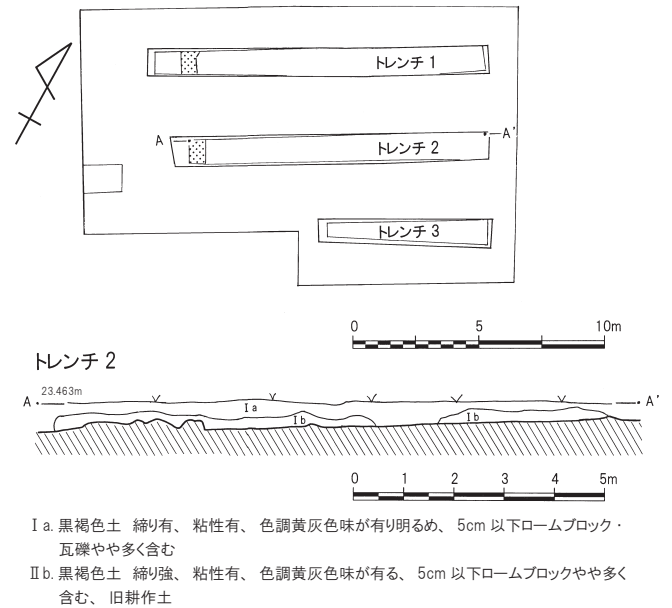 トレンチ 1
A
A'
トレンチ 2
トレンチ 3
0 5 10m
トレンチ 2
A 23.463m A'
Ⅰa
Ⅰb Ⅰb
0 1 2 3 4 5m
Ⅰa. 黒褐色土 締り有、 粘性有、 色調黄灰色味が有り明るめ、 5cm 以下ロームブロック・
瓦礫やや多く含む
Ⅱb. 黒褐色土 締り強、 粘性有、 色調黄灰色味が有る、 5cm 以下ロームブロックやや多く
含む、 旧耕作土